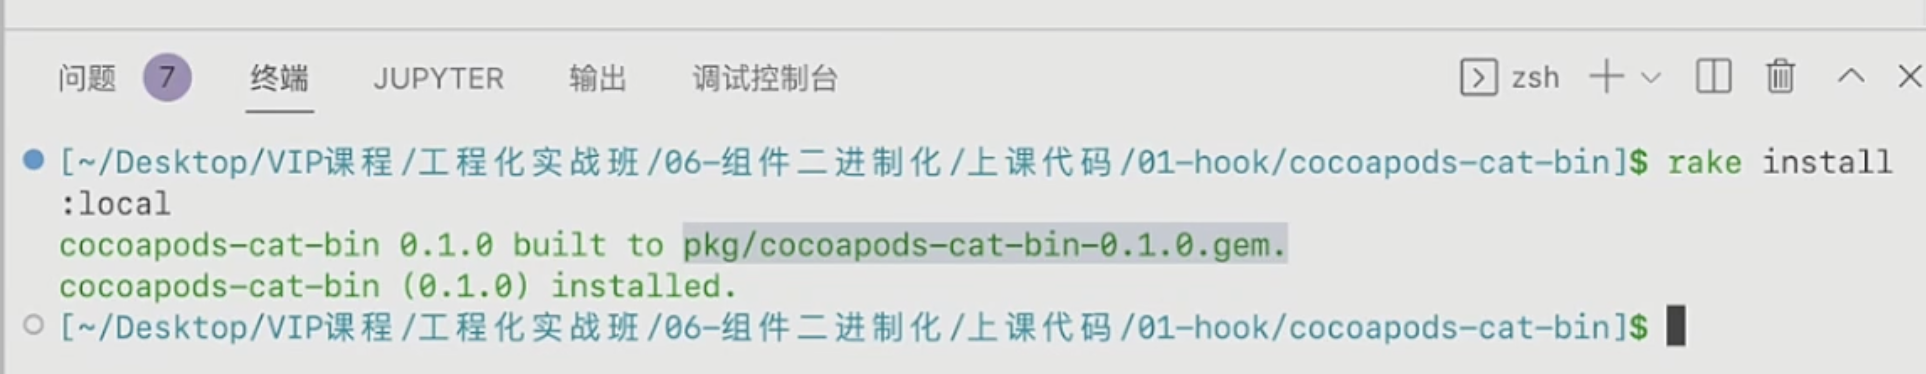 问题 7 终端 JUPYTER 输出 调试控制台 zsh
[~/Desktop/VIP课程/工程化实战班/06-组件二进制化/上课代码/01-hook/cocoapods-cat-bin]$ rake install
:local
cocoapods-cat-bin 0.1.0 built to pkg/cocoapods-cat-bin-0.1.0.gem.
cocoapods-cat-bin (0.1.0) installed.
[~/Desktop/VIP课程/工程化实战班/06-组件二进制化/上课代码/01-hook/cocoapods-cat-bin]$